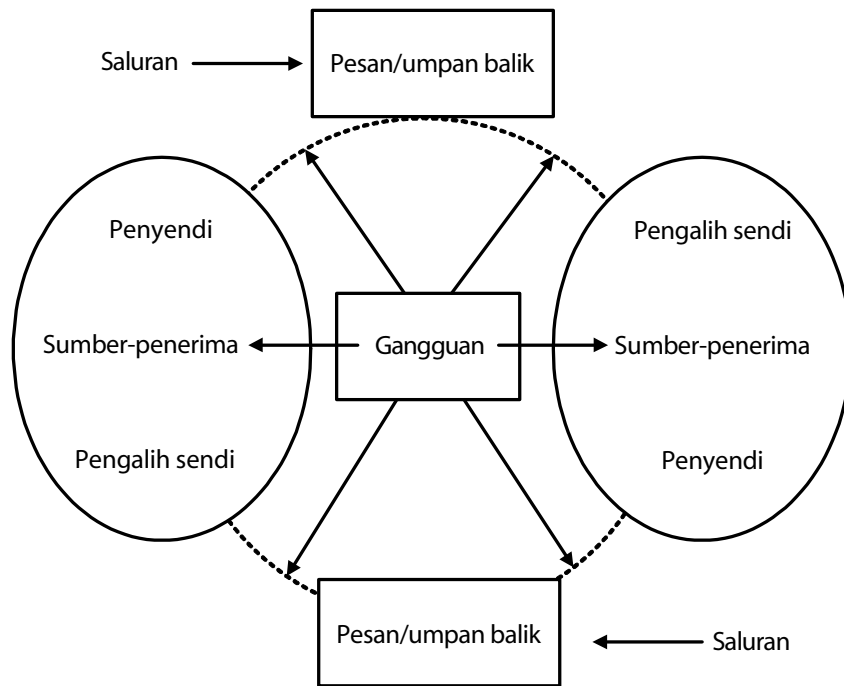 Saluran
Pesan/umpan balik
Penyendi
Pengalih sendi
Sumber-penerima
Gangguan
Sumber-penerima
Pengalih sendi
Penyendi
Pesan/umpan balik
Saluran